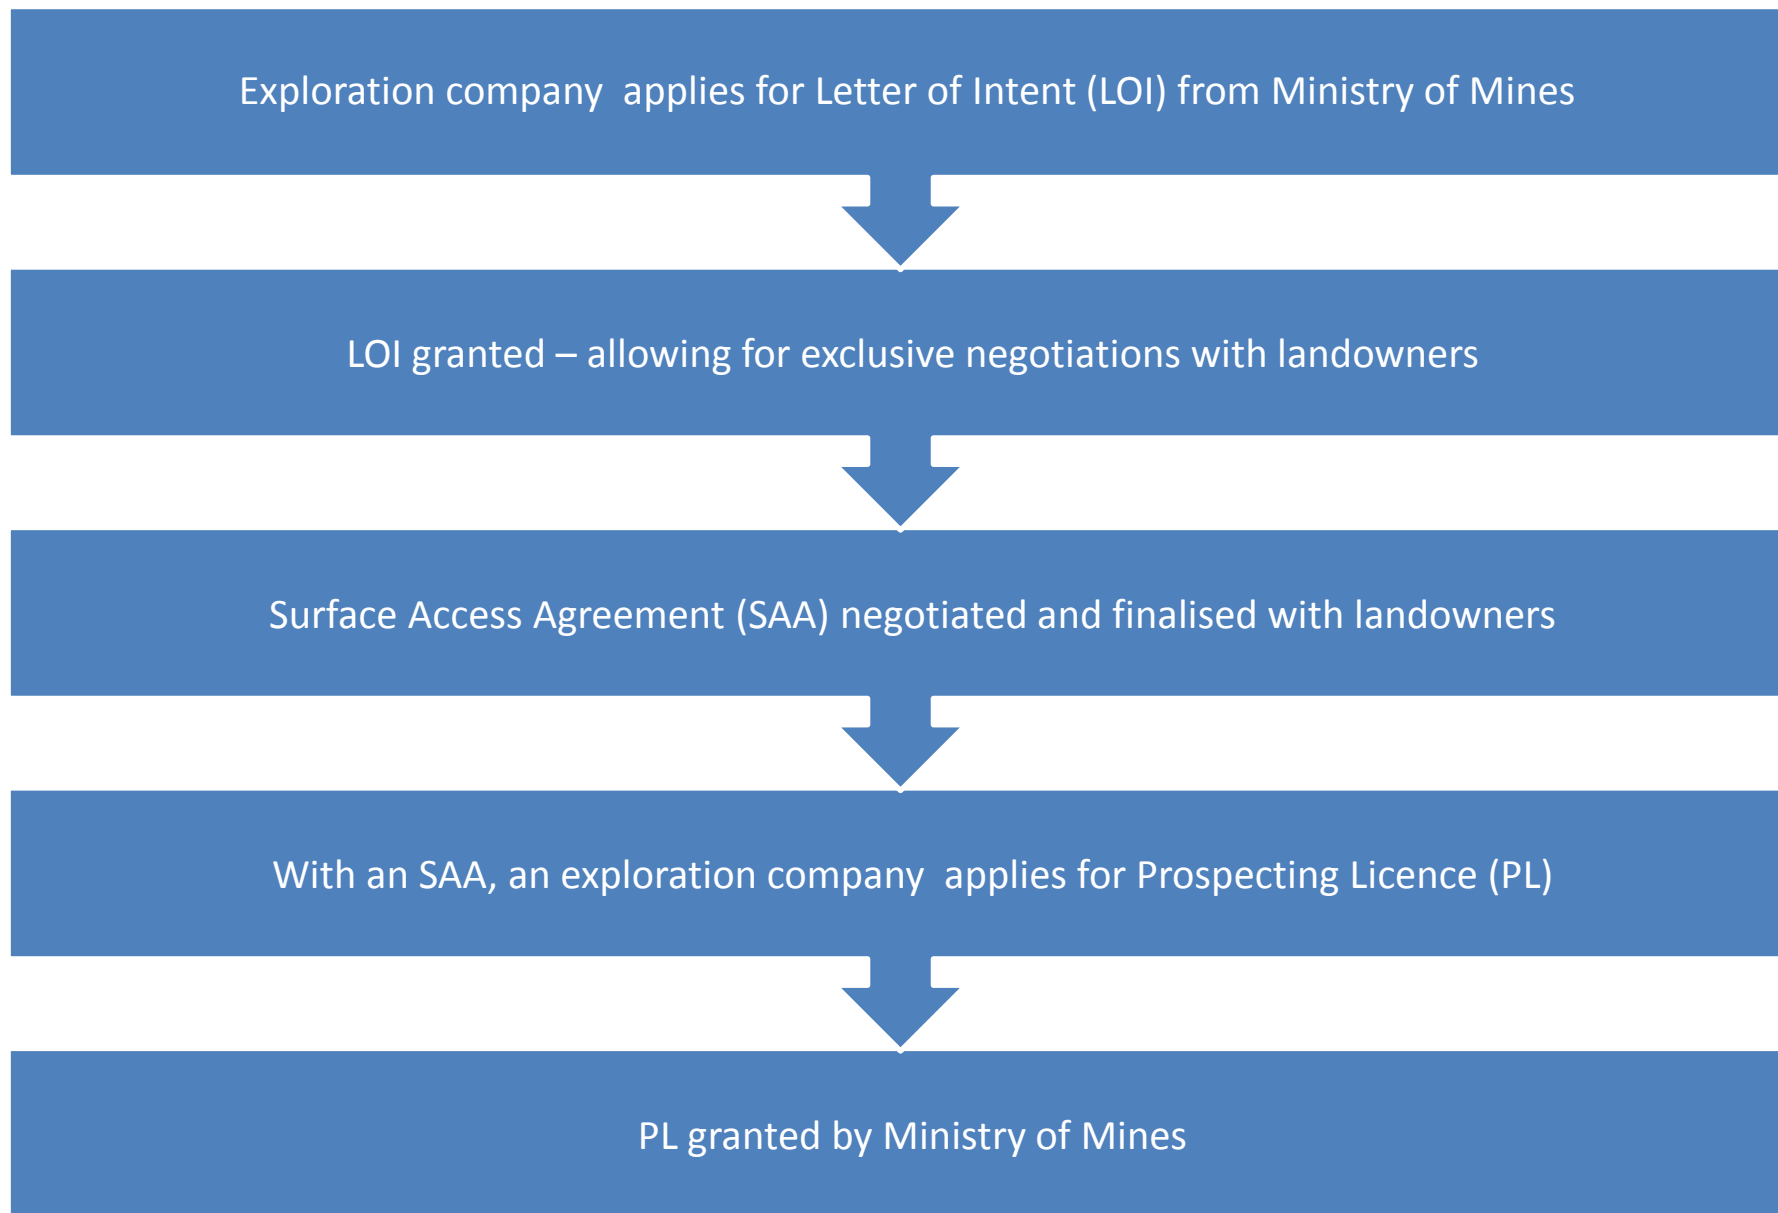 Exploration company  applies for Letter of Intent (LOI) from Ministry of Mines
LOI granted – allowing for exclusive negotiations with landowners
Surface Access Agreement (SAA) negotiated and finalised with landowners
With an SAA, an exploration company  applies for Prospecting Licence (PL)
PL granted by Ministry of Mines